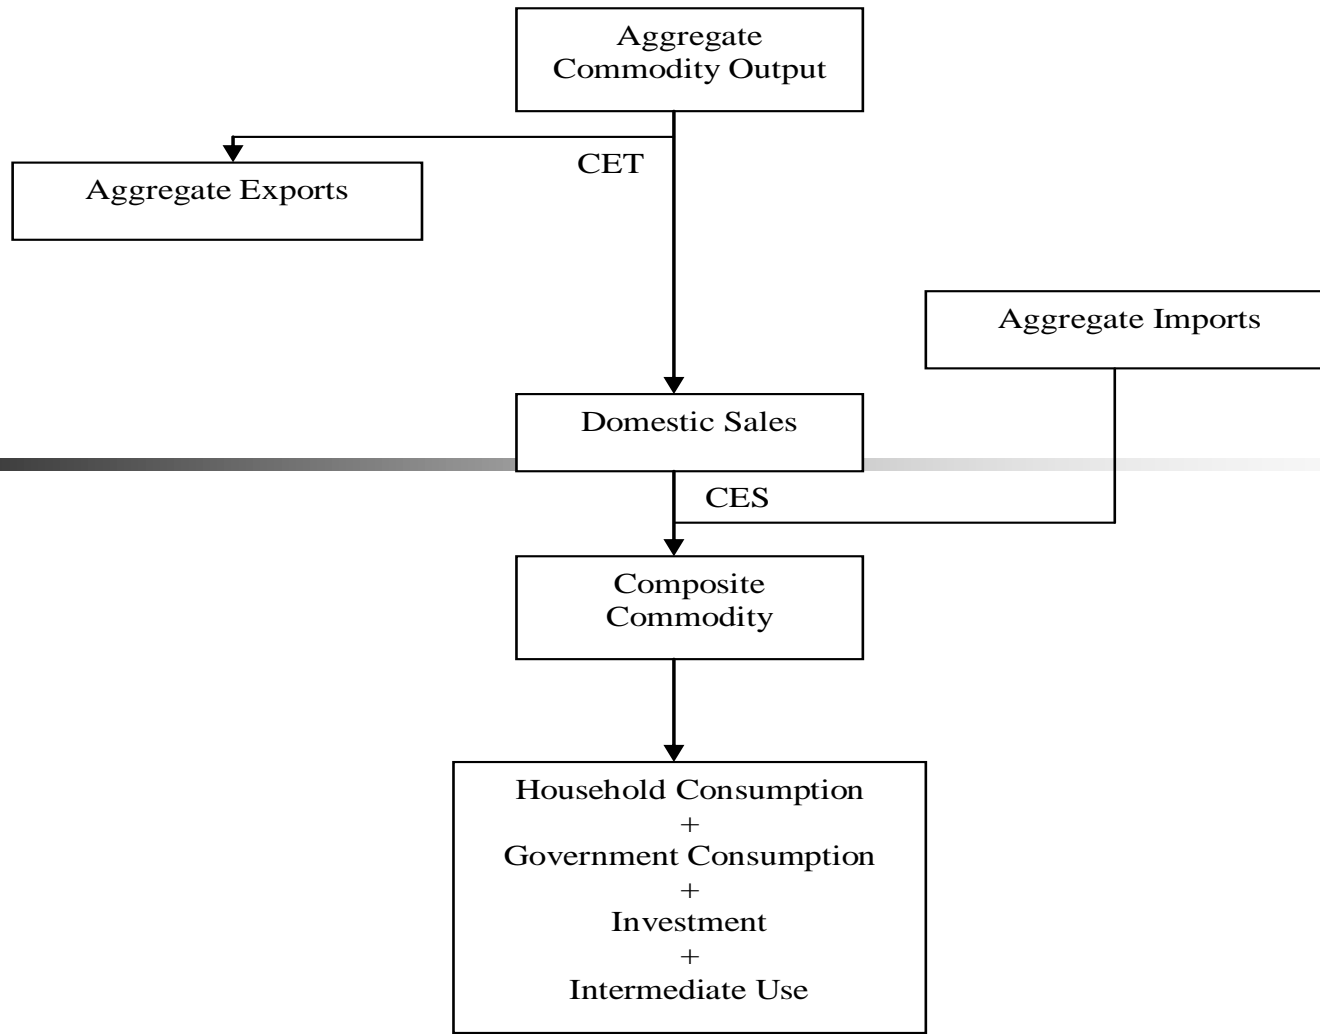 Aggregate
Commodity Output
CET
Aggregate Exports
Aggregate Imports
Domestic Sales
CES
Composite
Commodity
Household Consumption
+
Government Consumption
+
Investment
+
Intermediate Use